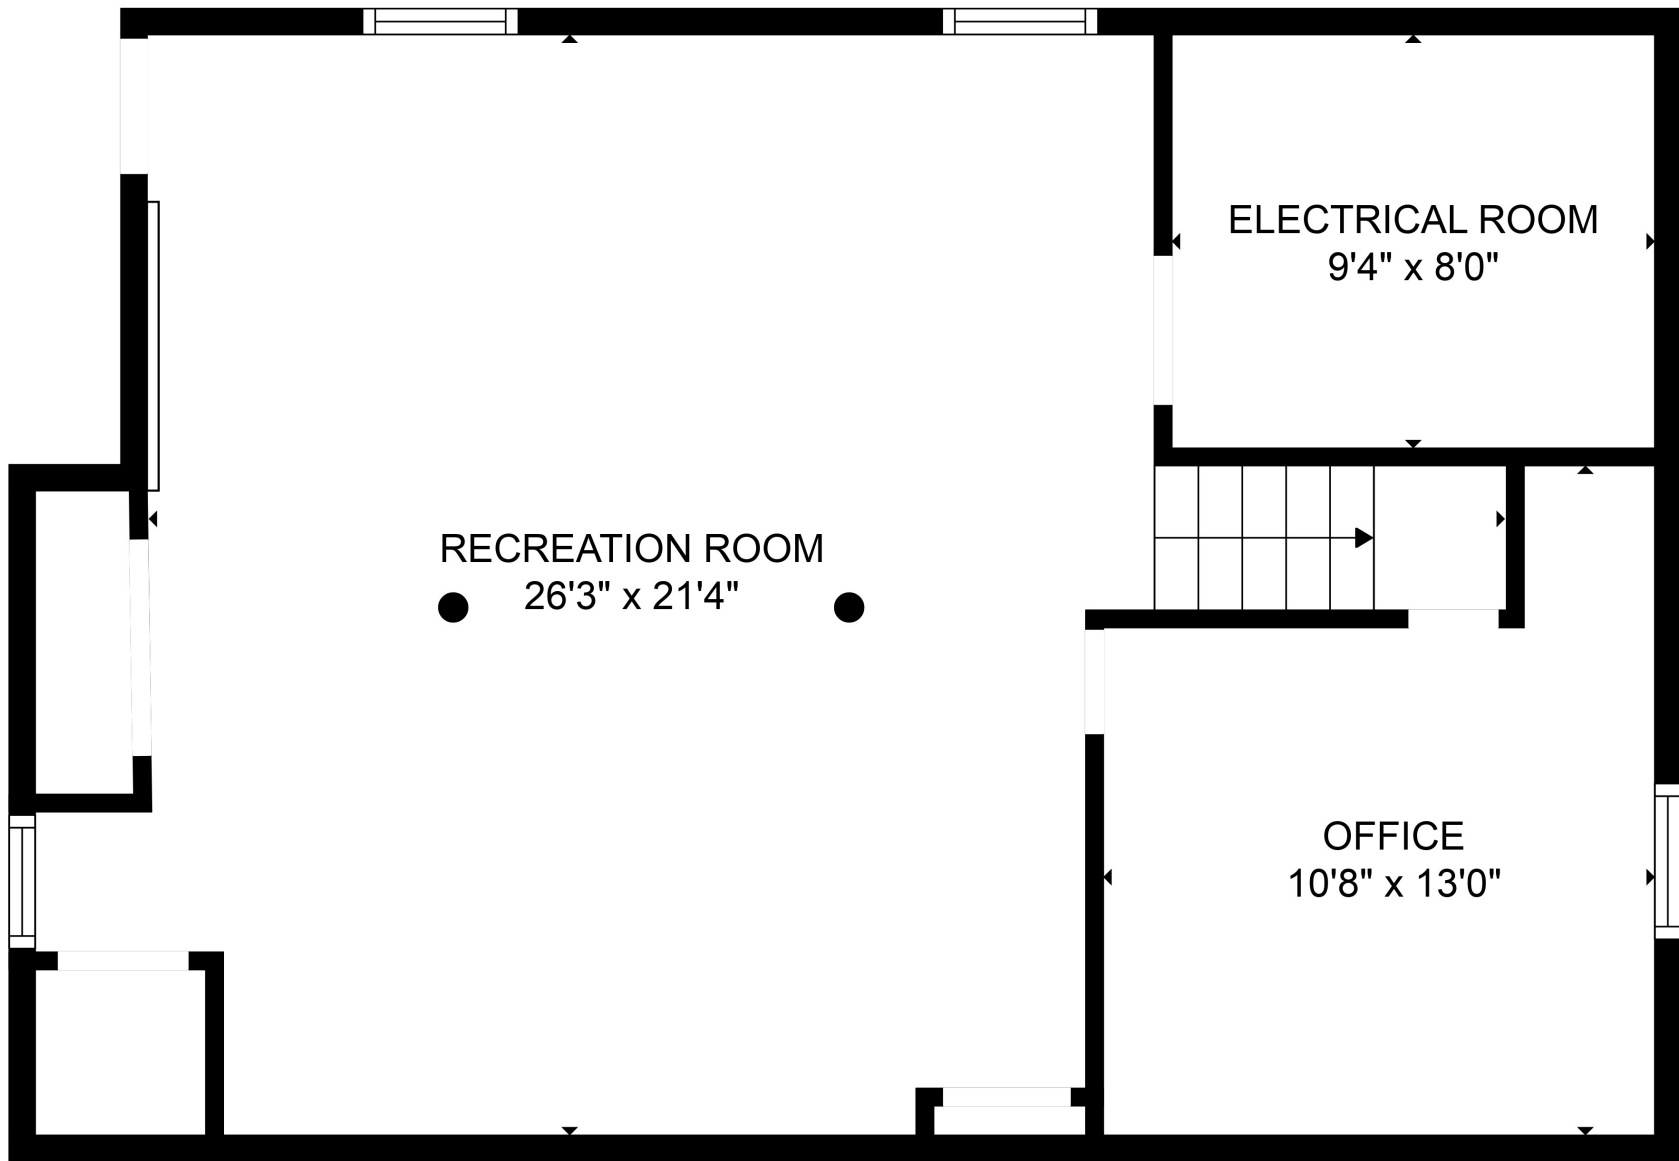 ELECTRICAL ROOM
9'4" x 8'0"
RECREATION ROOM
26'3" x 21'4"
OFFICE
10'8" x 13'0"